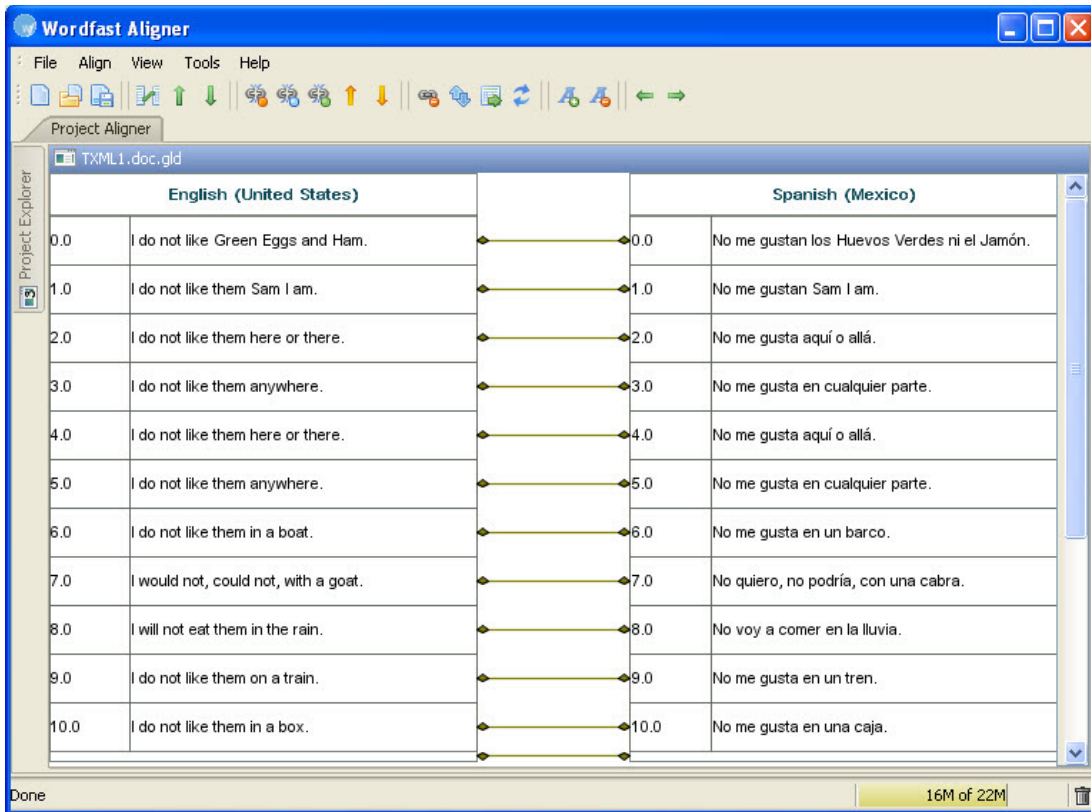 Wordfast Aligner
File Align View Tools Help
Project Aligner
Project Explorer
TXML1.doc.gld
English (United States) Spanish (Mexico)
0.0 I do not like Green Eggs and Ham. 0.0 No me gustan los Huevos Verdes ni el Jamón.
1.0 I do not like them Sam I am. 1.0 No me gustan Sam I am.
2.0 I do not like them here or there. 2.0 No me gusta aquí o allá.
3.0 I do not like them anywhere. 3.0 No me gusta en cualquier parte.
4.0 I do not like them here or there. 4.0 No me gusta aquí o allá.
5.0 I do not like them anywhere. 5.0 No me gusta en cualquier parte.
6.0 I do not like them in a boat. 6.0 No me gusta en un barco.
7.0 I would not, could not, with a goat. 7.0 No quiero, no podría, con una cabra.
8.0 I will not eat them in the rain. 8.0 No voy a comer en la lluvia.
9.0 I do not like them on a train. 9.0 No me gusta en un tren.
10.0 I do not like them in a box. 10.0 No me gusta en una caja.
Done 16M of 22M